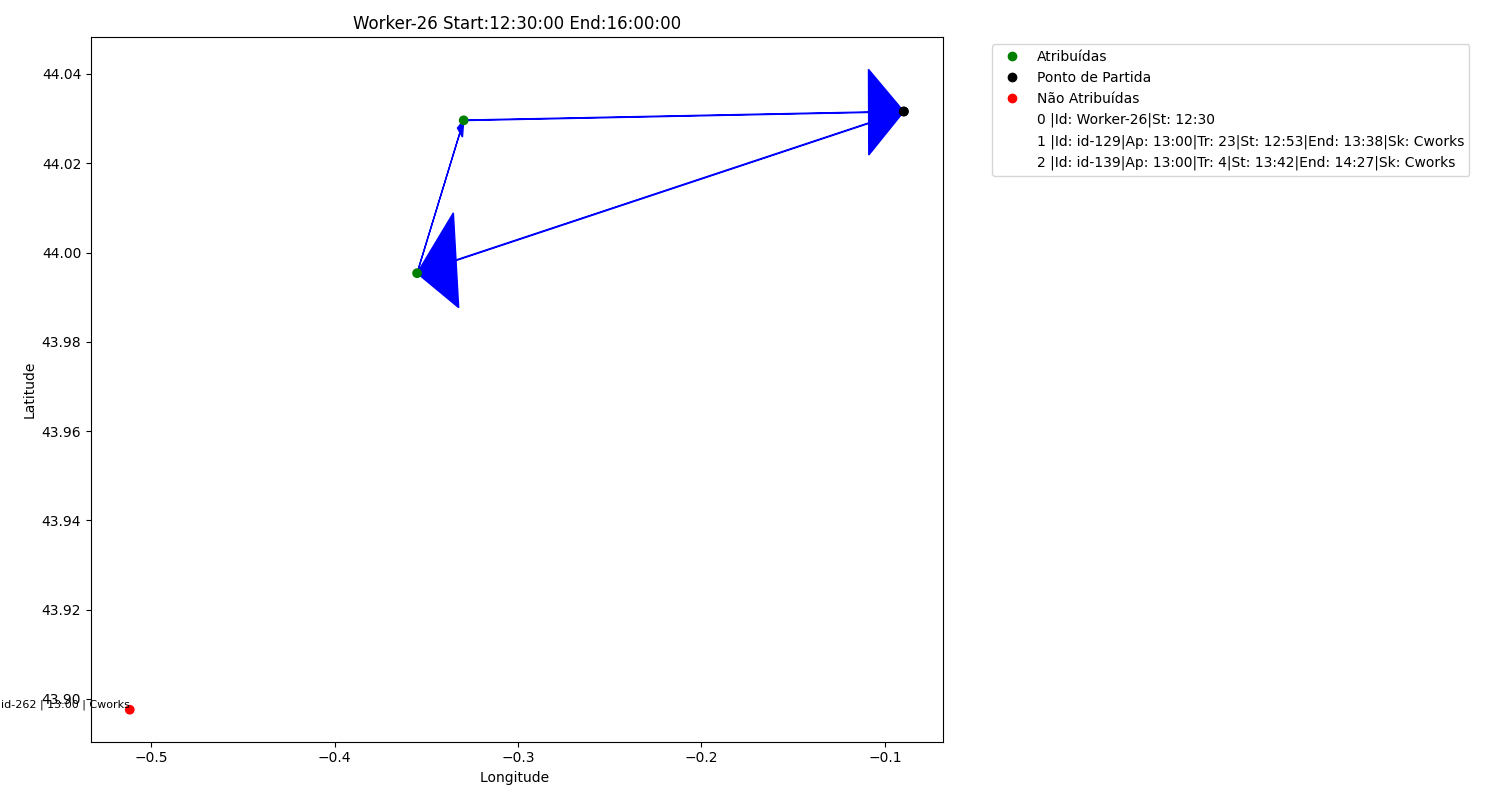 Worker-26 Start:12:30:00 End:16:00:00
Atribuídas
Ponto de Partida
Não Atribuídas
0 |Id: Worker-26|St: 12:30
1 |Id: id-129|Ap: 13:00|Tr: 23|St: 12:53|End: 13:38|Sk: Cworks
2 |Id: id-139|Ap: 13:00|Tr: 4|St: 13:42|End: 14:27|Sk: Cworks
Latitude
44.04
44.02
44.00
43.98
43.96
43.94
43.92
43.90
id-262 | 13:00 | Cworks
−0.5 −0.4 −0.3 −0.2 −0.1
Longitude